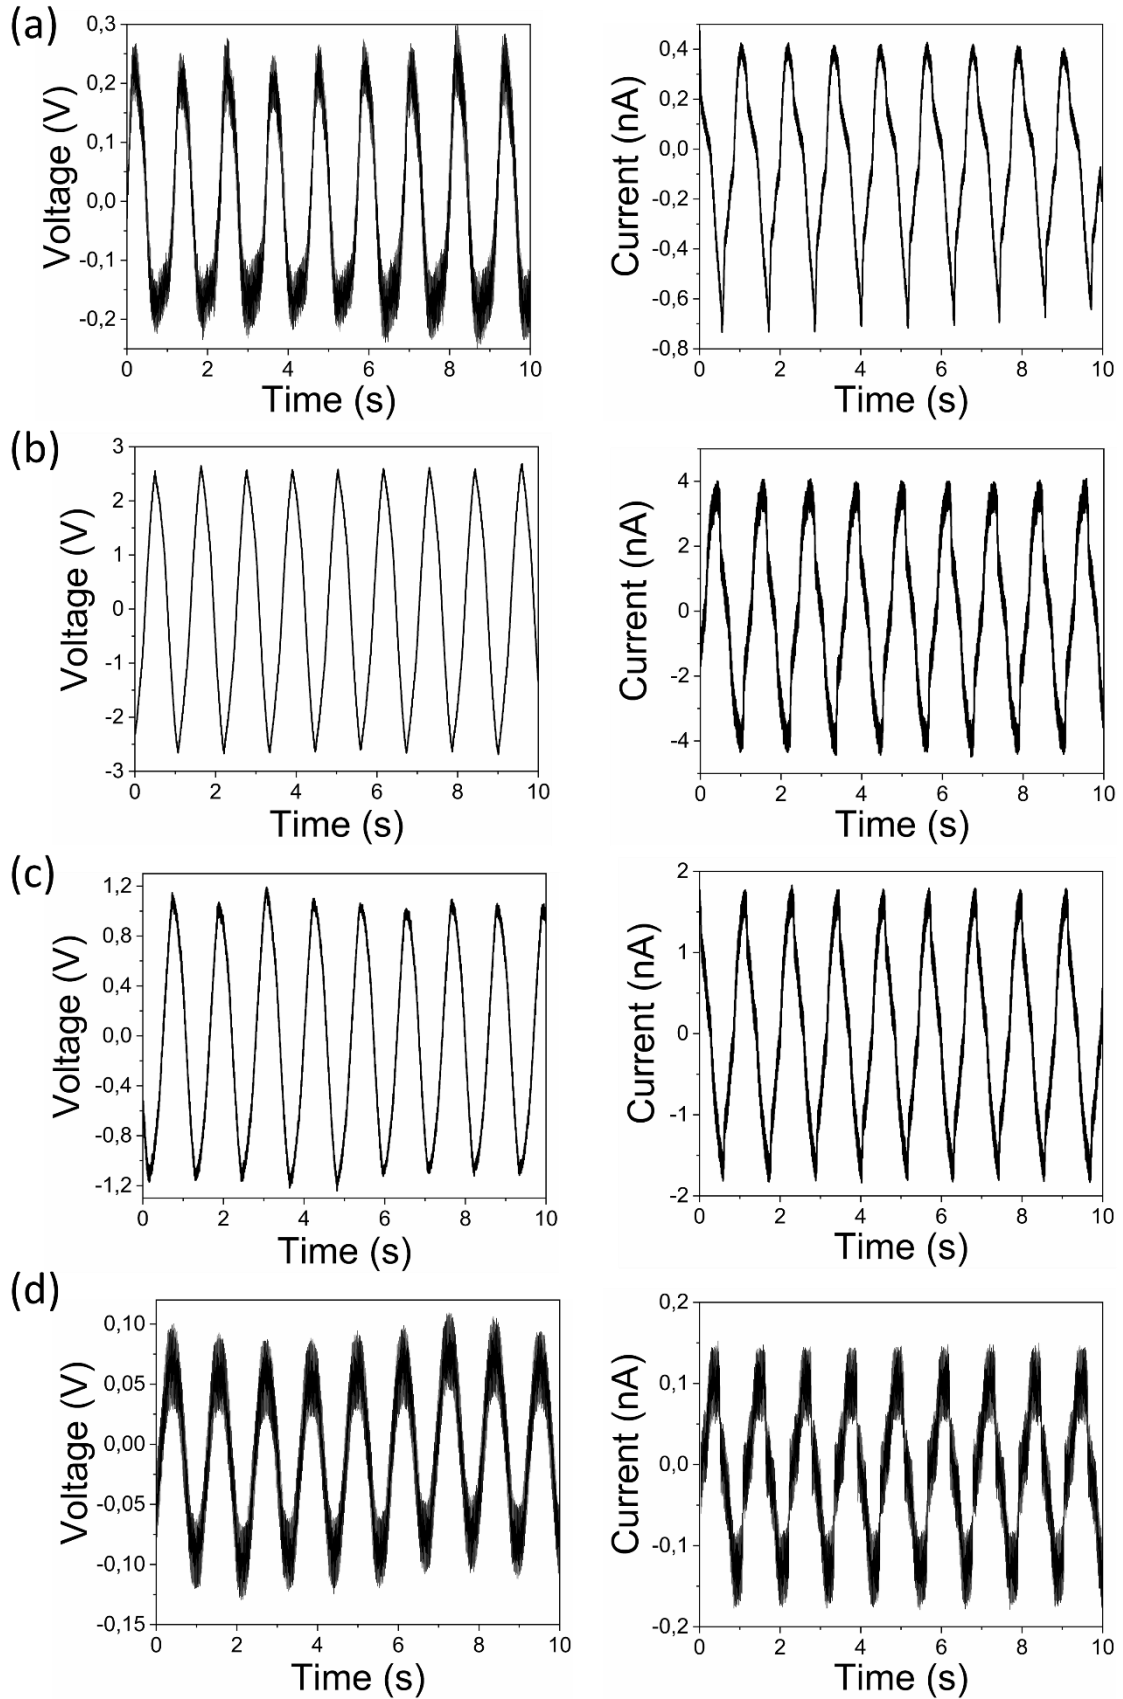 (a)
Voltage (V)
0,3
0,2
0,1
0,0
-0,1
-0,2
0 2 4 6 8 10
Time (s)
Current (nA)
0,4
0,2
0,0
-0,2
-0,4
-0,6
-0,8
0 2 4 6 8 10
Time (s)
(b)
Voltage (V)
3
2
1
0
-1
-2
-3
0 2 4 6 8 10
Time (s)
Current (nA)
4
2
0
-2
-4
0 2 4 6 8 10
Time (s)
(c)
Voltage (V)
1,2
0,8
0,4
0,0
-0,4
-0,8
-1,2
0 2 4 6 8 10
Time (s)
Current (nA)
2
1
0
-1
-2
0 2 4 6 8 10
Time (s)
(d)
Voltage (V)
0,10
0,05
0,00
-0,05
-0,10
-0,15
0 2 4 6 8 10
Time (s)
Current (nA)
0,2
0,1
0,0
-0,1
-0,2
0 2 4 6 8 10
Time (s)